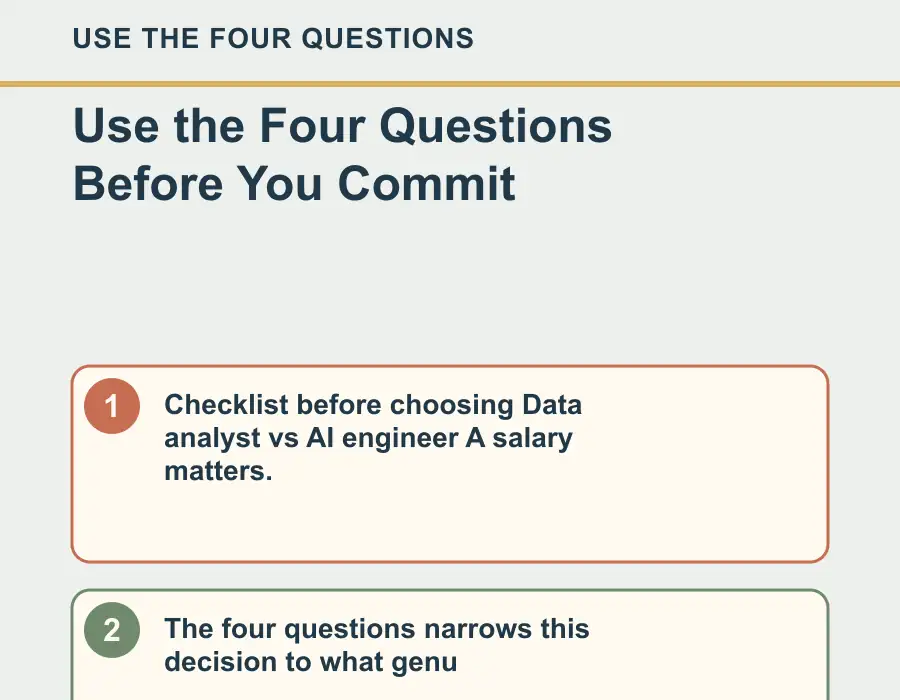 USE THE FOUR QUESTIONS
Use the Four Questions
Before You Commit
1
Checklist before choosing Data
analyst vs AI engineer A salary
matters.
2
The four questions narrows this
decision to what genu